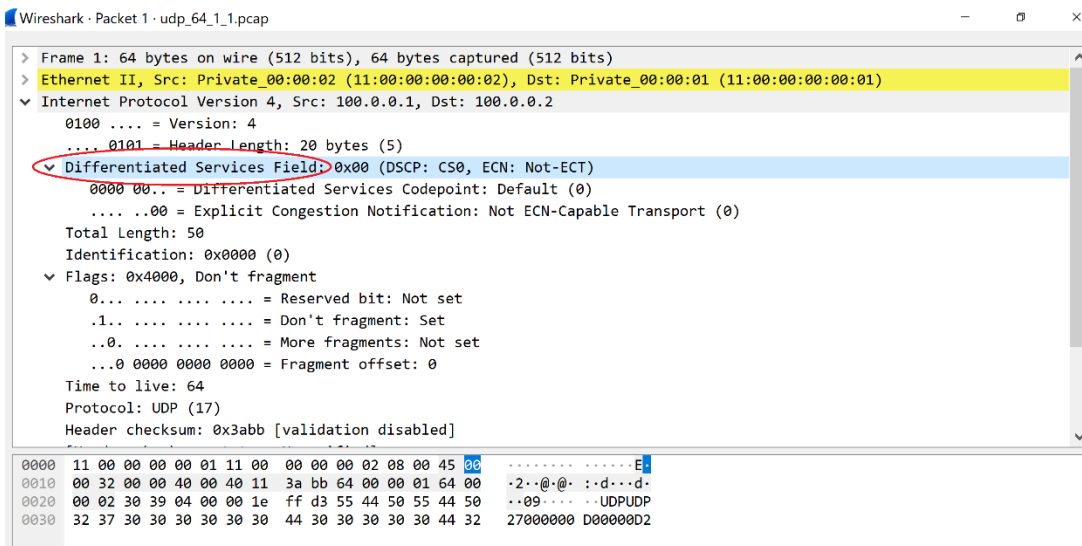 Wireshark · Packet 1 · udp_64_1_1.pcap
Frame 1: 64 bytes on wire (512 bits), 64 bytes captured (512 bits)
Ethernet II, Src: Private_00:00:02 (11:00:00:00:00:02), Dst: Private_00:00:01 (11:00:00:00:00:01)
Internet Protocol Version 4, Src: 100.0.0.1, Dst: 100.0.0.2
0100 .... = Version: 4
.... 0101 = Header Length: 20 bytes (5)
Differentiated Services Field: 0x00 (DSCP: CS0, ECN: Not-ECT)
0000 00.. = Differentiated Services Codepoint: Default (0)
.... ..00 = Explicit Congestion Notification: Not ECN-Capable Transport (0)
Total Length: 50
Identification: 0x0000 (0)
Flags: 0x4000, Don't fragment
0... .... .... .... = Reserved bit: Not set
.1.. .... .... .... = Don't fragment: Set
..0. .... .... .... = More fragments: Not set
...0 0000 0000 0000 = Fragment offset: 0
Time to live: 64
Protocol: UDP (17)
Header checksum: 0x3abb [validation disabled]
0000 11 00 00 00 00 01 11 00 00 00 00 02 08 00 45 00 ········ ······E·
0010 00 32 00 00 40 00 40 11 3a bb 64 00 00 01 64 00 ·2··@·@· :·d···d·
0020 00 02 30 39 04 00 00 1e ff d3 55 44 50 55 44 50 ··09···· ··UDPUDP
0030 32 37 30 30 30 30 30 30 44 30 30 30 30 30 44 32 27000000 D00000D2